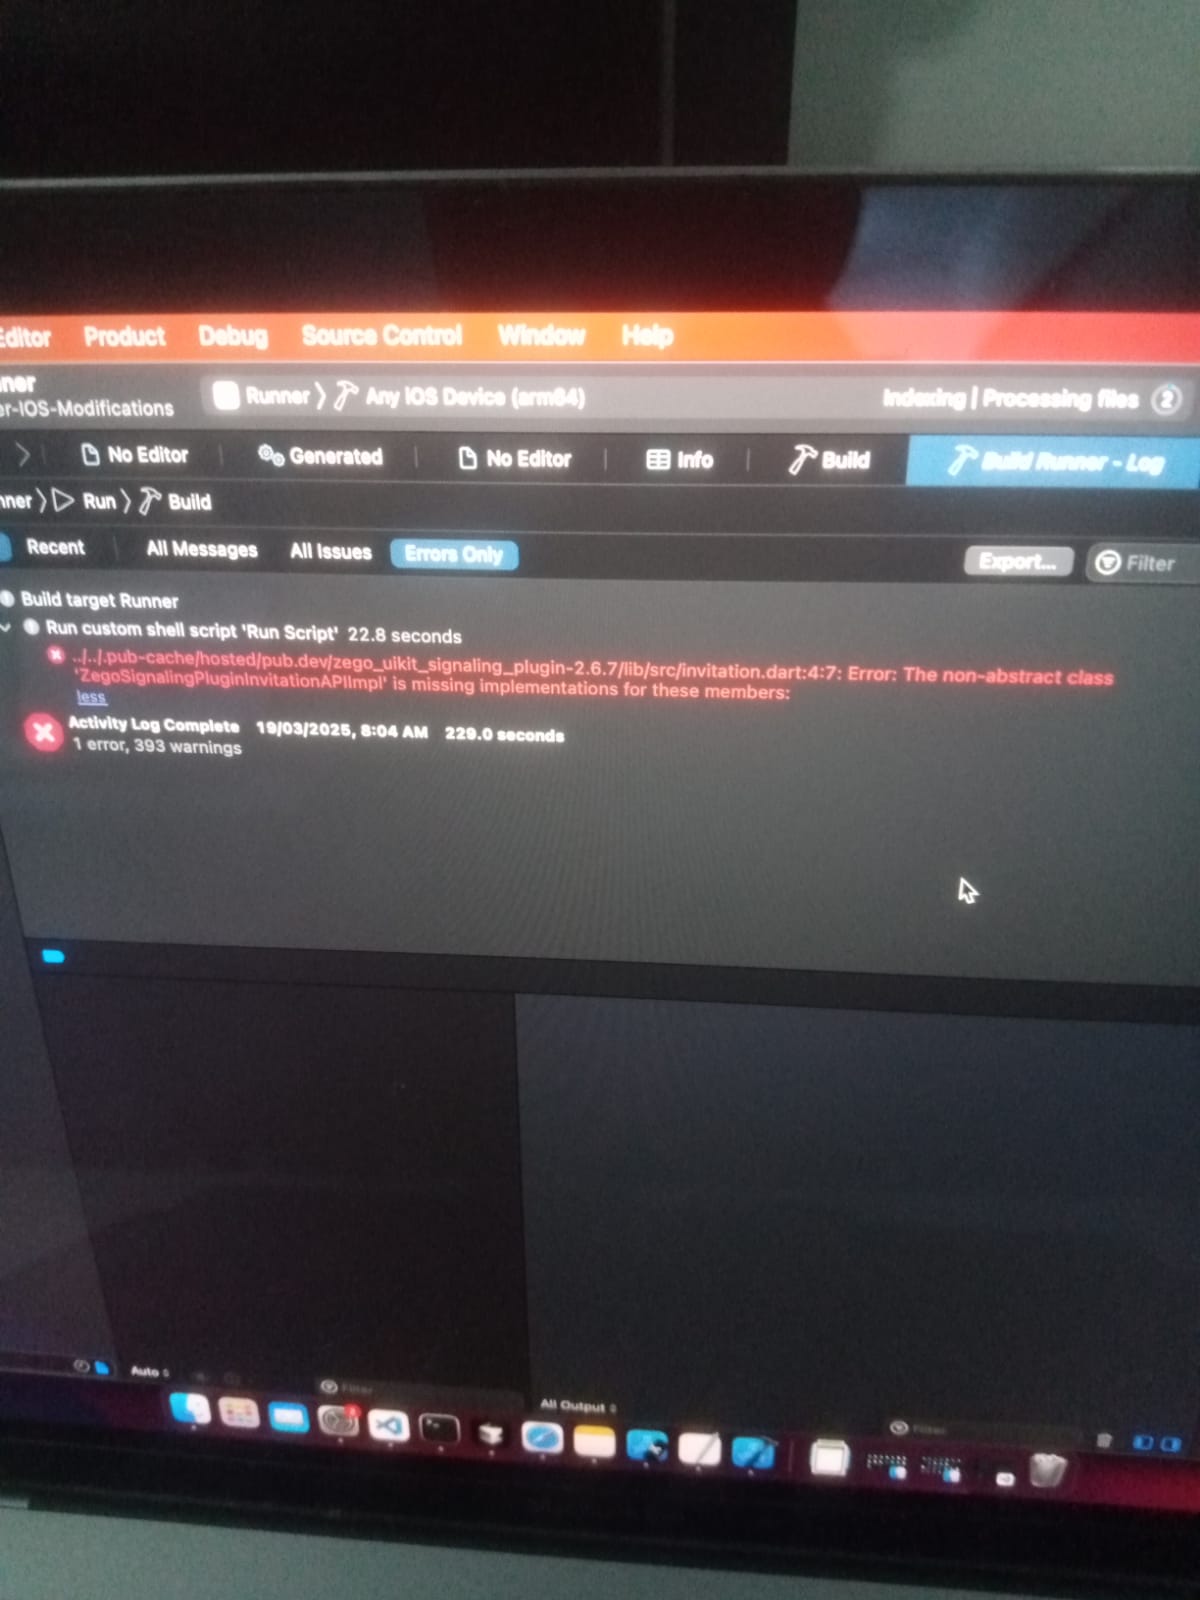 Editor Product Debug Source Control Window Help
Runner 〉 Any iOS Device (arm64) Indexing | Processing files 2
er-IOS-Modifications
No Editor Generated No Editor Info Build Build Runner - Log
Run 〉 Build
Recent All Messages All Issues Errors Only Export... Filter
Build target Runner
Run custom shell script 'Run Script' 22.8 seconds
../../.pub-cache/hosted/pub.dev/zego_uikit_signaling_plugin-2.6.7/lib/src/invitation.dart:4:7: Error: The non-abstract class
'ZegoSignalingPluginInvitationAPIImpl' is missing implementations for these members:
less
Activity Log Complete 19/03/2025, 8:04 AM 229.0 seconds
1 error, 393 warnings
Auto
Filter
All Output
Filter